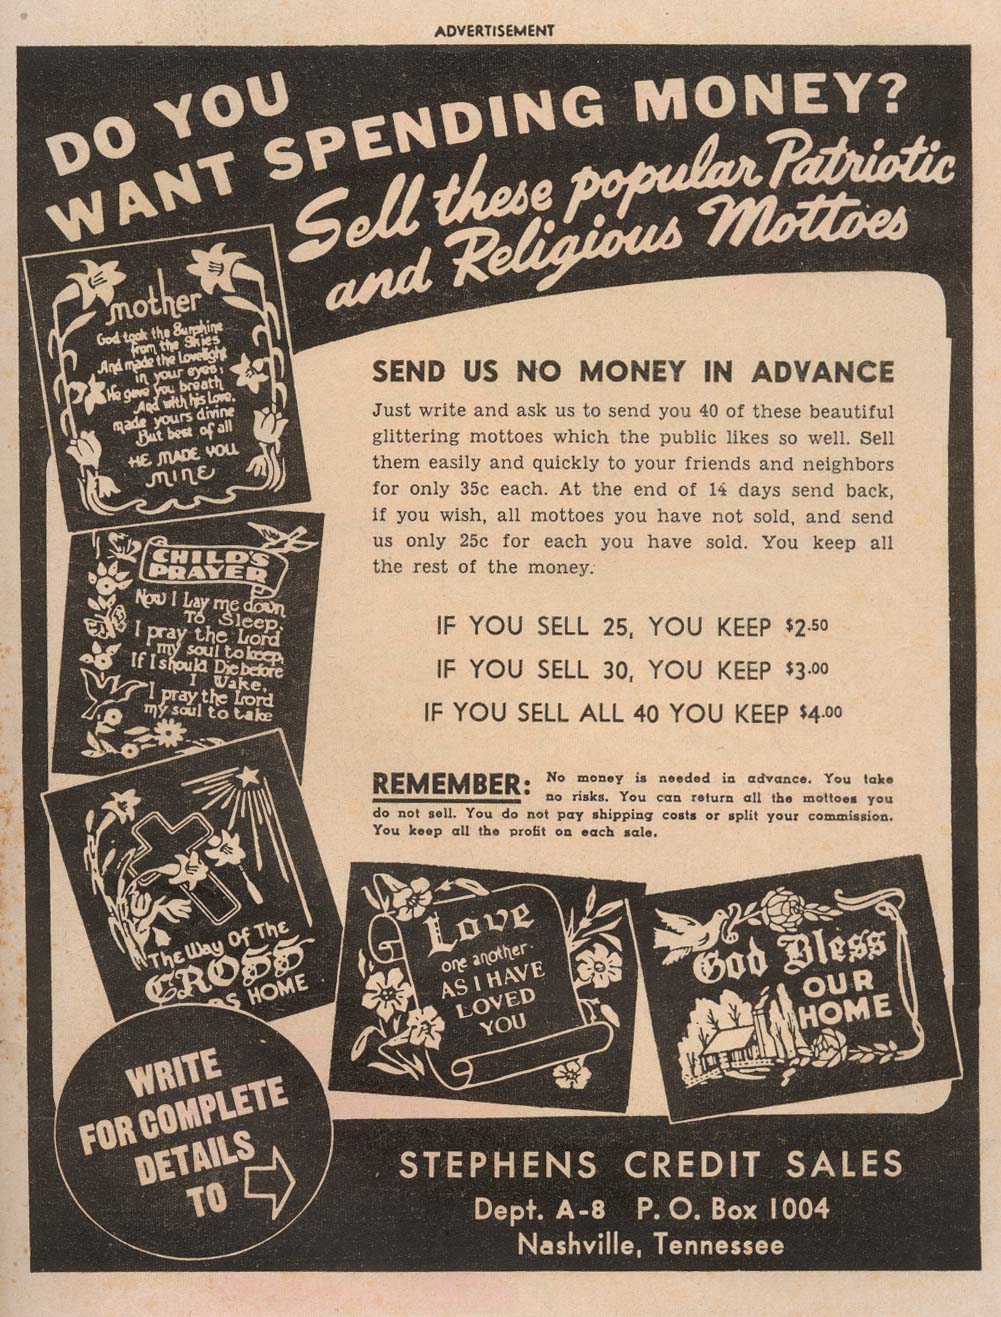 ADVERTISEMENT
DO YOU
WANT SPENDING MONEY?
Sell these popular Patriotic
and Religious Mottoes
mother
God took the Sunshine
from the Skies
And made the Lovelight
in your eyes;
He gave you breath
And with his Love.
made yours divine
But best of all
HE MADE YOU
MINE
SEND US NO MONEY IN ADVANCE
Just write and ask us to send you 40 of these beautiful
glittering mottoes which the public likes so well. Sell
them easily and quickly to your friends and neighbors
for only 35c each. At the end of 14 days send back,
if you wish, all mottoes you have not sold, and send
us only 25c for each you have sold. You keep all
the rest of the money.
CHILD'S
PRAYER
Now I Lay me down
To Sleep,
I pray the Lord
my soul to keep,
If I should Die before
I Wake,
I pray the Lord
my soul to take
IF YOU SELL 25, YOU KEEP $2.50
IF YOU SELL 30, YOU KEEP $3.00
IF YOU SELL ALL 40 YOU KEEP $4.00
REMEMBER: No money is needed in advance. You take
no risks. You can return all the mottoes you
do not sell. You do not pay shipping costs or split your commission.
You keep all the profit on each sale.
The Way Of The
CROSS
HOME
Love
one another.
AS I HAVE
LOVED
YOU
God Bless
OUR
HOME
WRITE
FOR COMPLETE
DETAILS
TO
STEPHENS CREDIT SALES
Dept. A-8 P. O. Box 1004
Nashville, Tennessee